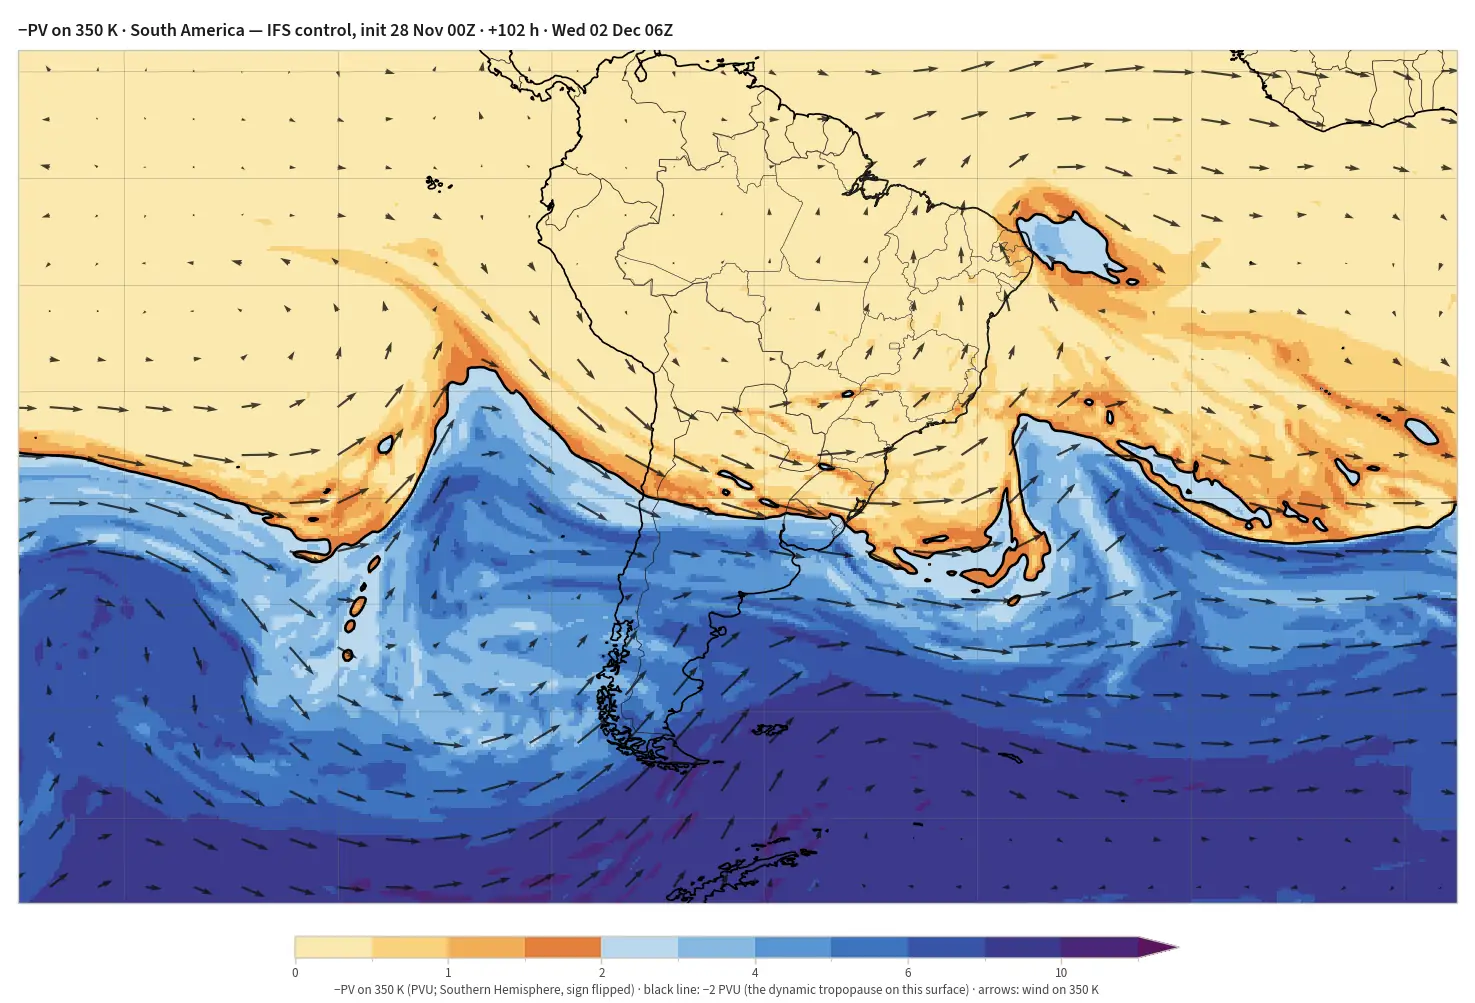 −PV on 350 K · South America — IFS control, init 28 Nov 00Z · +102 h · Wed 02 Dec 06Z
0 1 2 4 6 10
−PV on 350 K (PVU; Southern Hemisphere, sign flipped) · black line: −2 PVU (the dynamic tropopause on this surface) · arrows: wind on 350 K